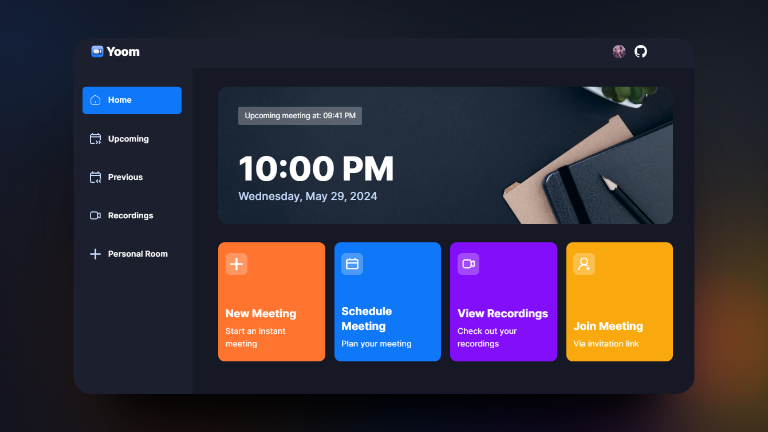 Yoom
Home
Upcoming
Previous
Recordings
Personal Room
Upcoming meeting at: 09:41 PM
10:00 PM
Wednesday, May 29, 2024
New Meeting
Start an instant
meeting
Schedule
Meeting
Plan your meeting
View Recordings
Check out your
recordings
Join Meeting
Via invitation link